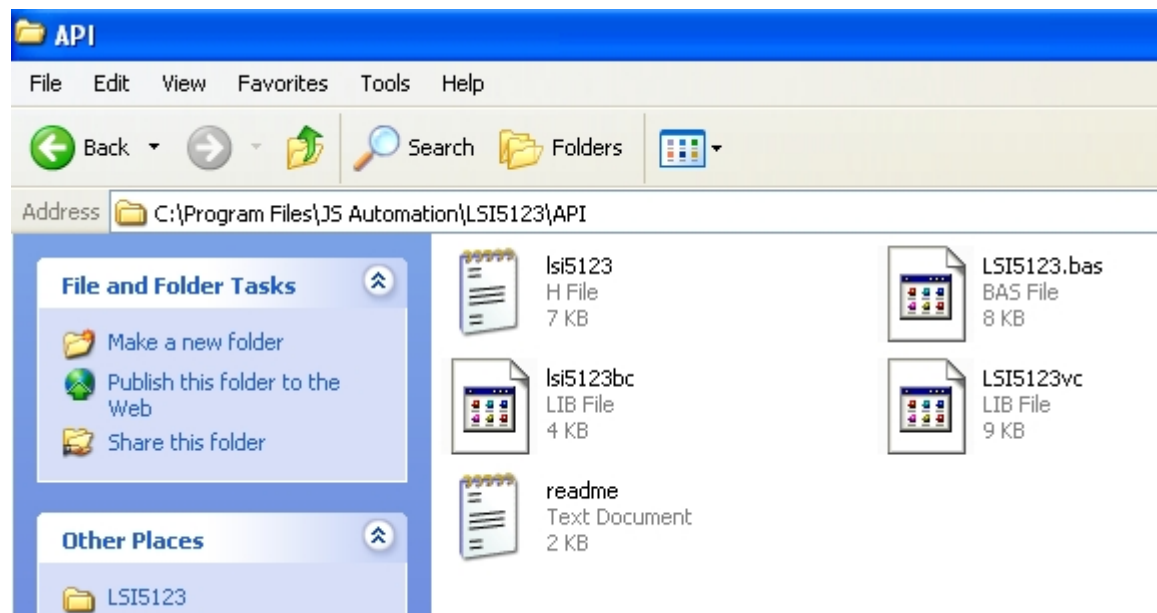 API
File Edit View Favorites Tools Help
Back Search Folders
Address C:\Program Files\JS Automation\LSI5123\API
File and Folder Tasks
Make a new folder
Publish this folder to the
Web
Share this folder
Other Places
LSI5123
lsi5123
H File
7 KB
LSI5123.bas
BAS File
8 KB
lsi5123bc
LIB File
4 KB
LSI5123vc
LIB File
9 KB
readme
Text Document
2 KB